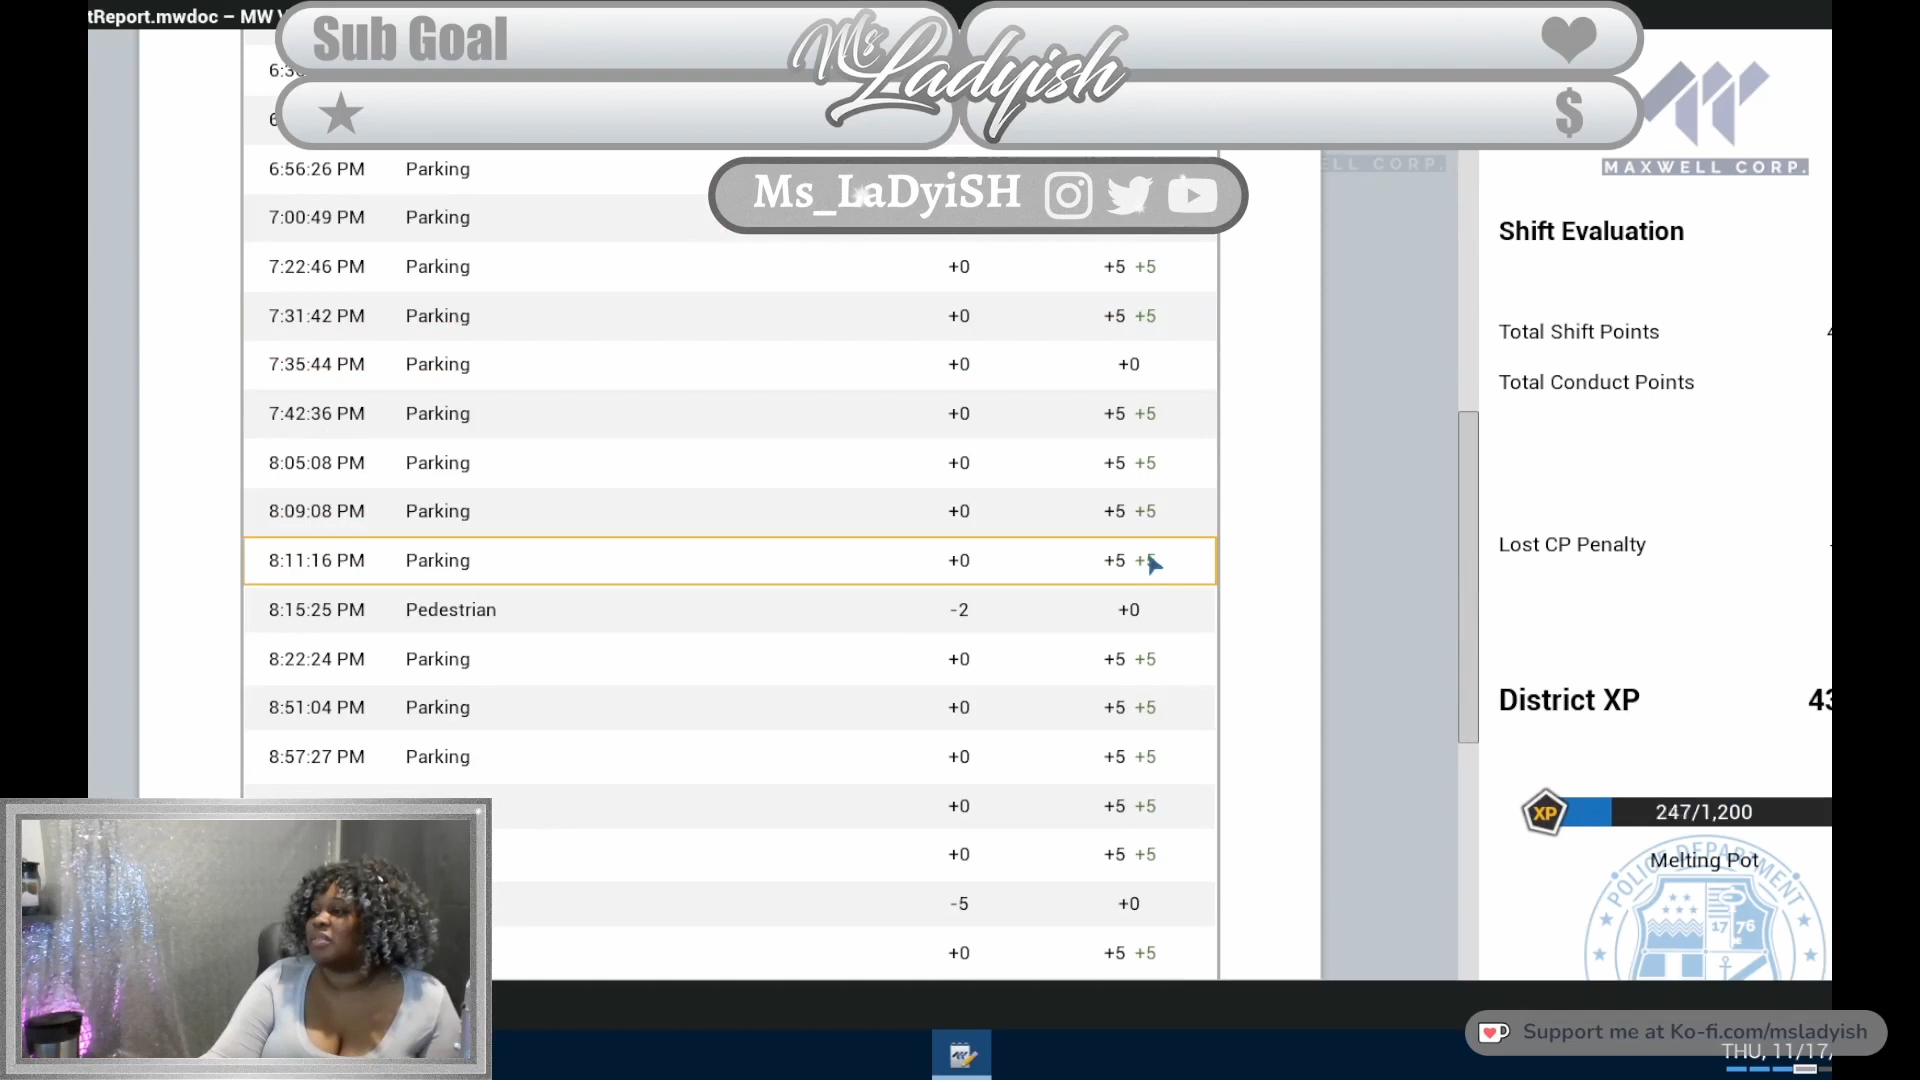 tReport.mwdoc – MW
Sub Goal
Ms Ladyish
$
MAXWELL CORP.
ELL CORP.
Ms_LaDyiSH
6:56:26 PM Parking
7:00:49 PM Parking
7:22:46 PM Parking +0 +5 +5
7:31:42 PM Parking +0 +5 +5
7:35:44 PM Parking +0 +0
7:42:36 PM Parking +0 +5 +5
8:05:08 PM Parking +0 +5 +5
8:09:08 PM Parking +0 +5 +5
8:11:16 PM Parking +0 +5 +5
8:15:25 PM Pedestrian -2 +0
8:22:24 PM Parking +0 +5 +5
8:51:04 PM Parking +0 +5 +5
8:57:27 PM Parking +0 +5 +5
+0 +5 +5
+0 +5 +5
-5 +0
+0 +5 +5
Shift Evaluation
Total Shift Points
Total Conduct Points
Lost CP Penalty
District XP 43
XP 247/1,200
Melting Pot
POLICE DEPARTMENT
1776
Support me at Ko-fi.com/msladyish
THU, 11/17/